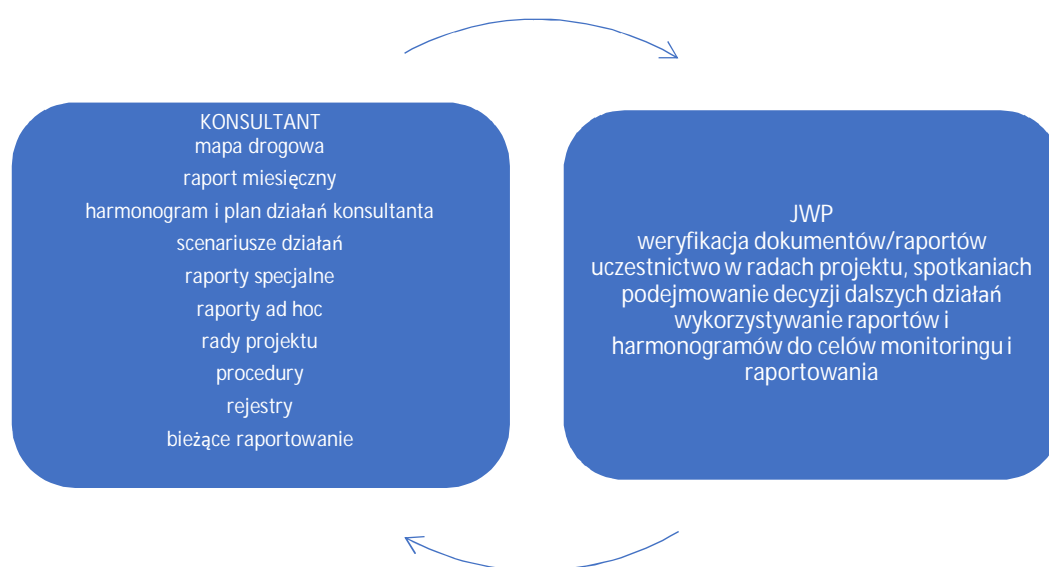 KONSULTANT
mapa drogowa
raport miesięczny
harmonogram i plan działań konsultanta
scenariusze działań
raporty specjalne
raporty ad hoc
rady projektu
procedury
rejestry
bieżące raportowanie
JWP
weryfikacja dokumentów/raportów
uczestnictwo w radach projektu, spotkaniach
podejmowanie decyzji dalszych działań
wykorzystywanie raportów i
harmonogramów do celów monitoringu i
raportowania